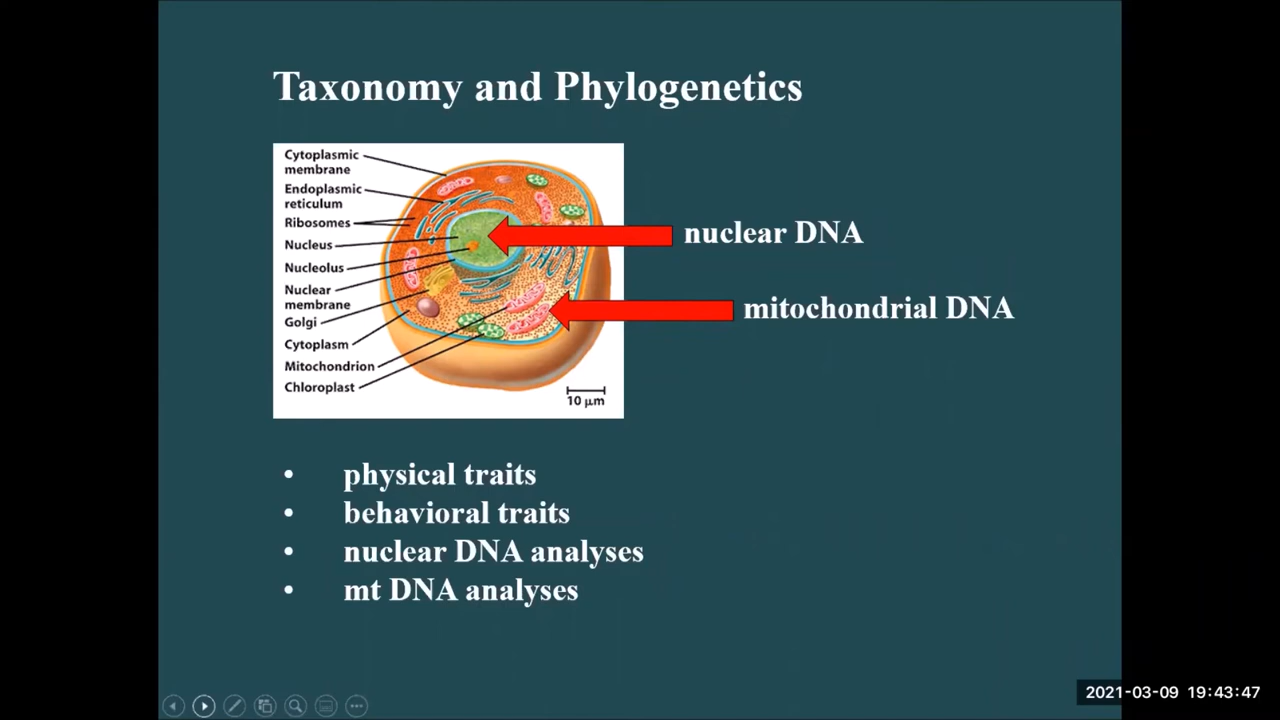 Taxonomy and Phylogenetics
Cytoplasmic
membrane
Endoplasmic
reticulum
Ribosomes
Nucleus
Nucleolus
Nuclear
membrane
Golgi
Cytoplasm
Mitochondrion
Chloroplast
10 μm
nuclear DNA
mitochondrial DNA
• physical traits
• behavioral traits
• nuclear DNA analyses
• mt DNA analyses
2021-03-09 19:43:47